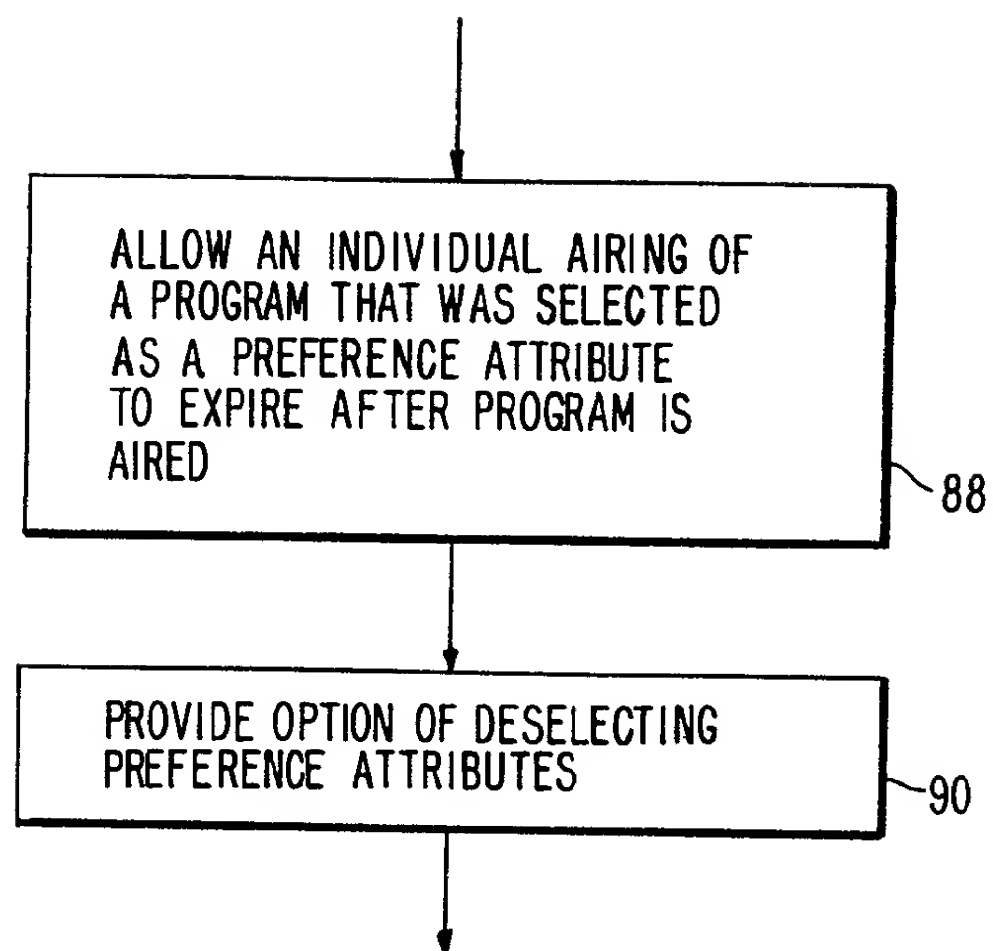 ALLOW AN INDIVIDUAL AIRING OF
A PROGRAM THAT WAS SELECTED
AS A PREFERENCE ATTRIBUTE
TO EXPIRE AFTER PROGRAM IS
AIRED
88
PROVIDE OPTION OF DESELECTING
PREFERENCE ATTRIBUTES
90